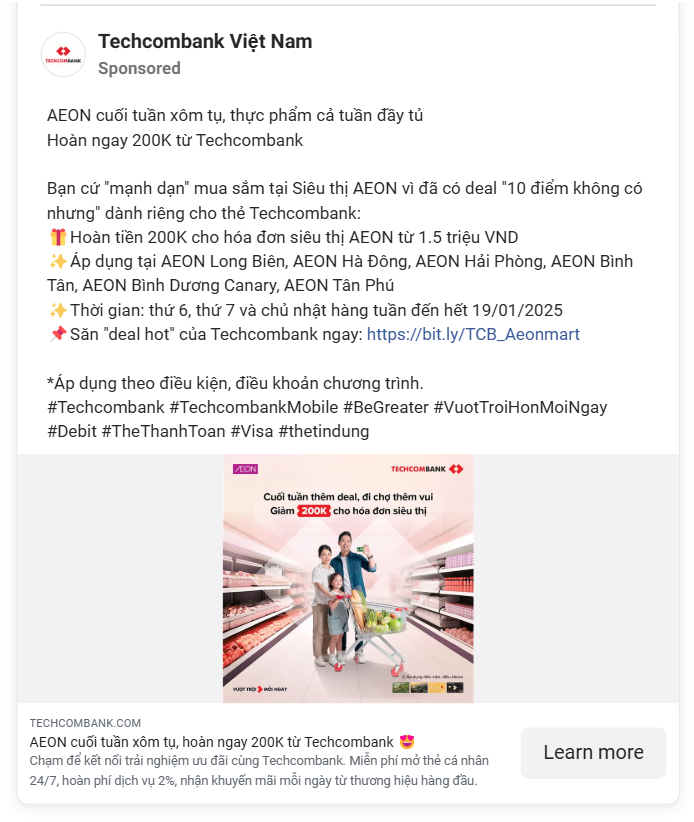 TECHCOMBANK
Techcombank Việt Nam
Sponsored
AEON cuối tuần xôm tụ, thực phẩm cả tuần đầy tủ
Hoàn ngay 200K từ Techcombank
Bạn cứ "mạnh dạn" mua sắm tại Siêu thị AEON vì đã có deal "10 điểm không có
nhưng" dành riêng cho thẻ Techcombank:
🎁Hoàn tiền 200K cho hóa đơn siêu thị AEON từ 1.5 triệu VND
✨Áp dụng tại AEON Long Biên, AEON Hà Đông, AEON Hải Phòng, AEON Bình
Tân, AEON Bình Dương Canary, AEON Tân Phú
✨Thời gian: thứ 6, thứ 7 và chủ nhật hàng tuần đến hết 19/01/2025
📌Săn "deal hot" của Techcombank ngay: https://bit.ly/TCB_Aeonmart
*Áp dụng theo điều kiện, điều khoản chương trình.
#Techcombank #TechcombankMobile #BeGreater #VuotTroiHonMoiNgay
#Debit #TheThanhToan #Visa #thetindung
AEON
TECHCOMBANK
Cuối tuần thêm deal, đi chợ thêm vui
Giảm 200K cho hóa đơn siêu thị
(*) Áp dụng điều kiện, điều khoản
VƯỢT TRỘI MỖI NGÀY
TECHCOMBANK.COM
AEON cuối tuần xôm tụ, hoàn ngay 200K từ Techcombank 😍
Chạm để kết nối trải nghiệm ưu đãi cùng Techcombank. Miễn phí mở thẻ cá nhân
24/7, hoàn phí dịch vụ 2%, nhận khuyến mãi mỗi ngày từ thương hiệu hàng đầu.
Learn more